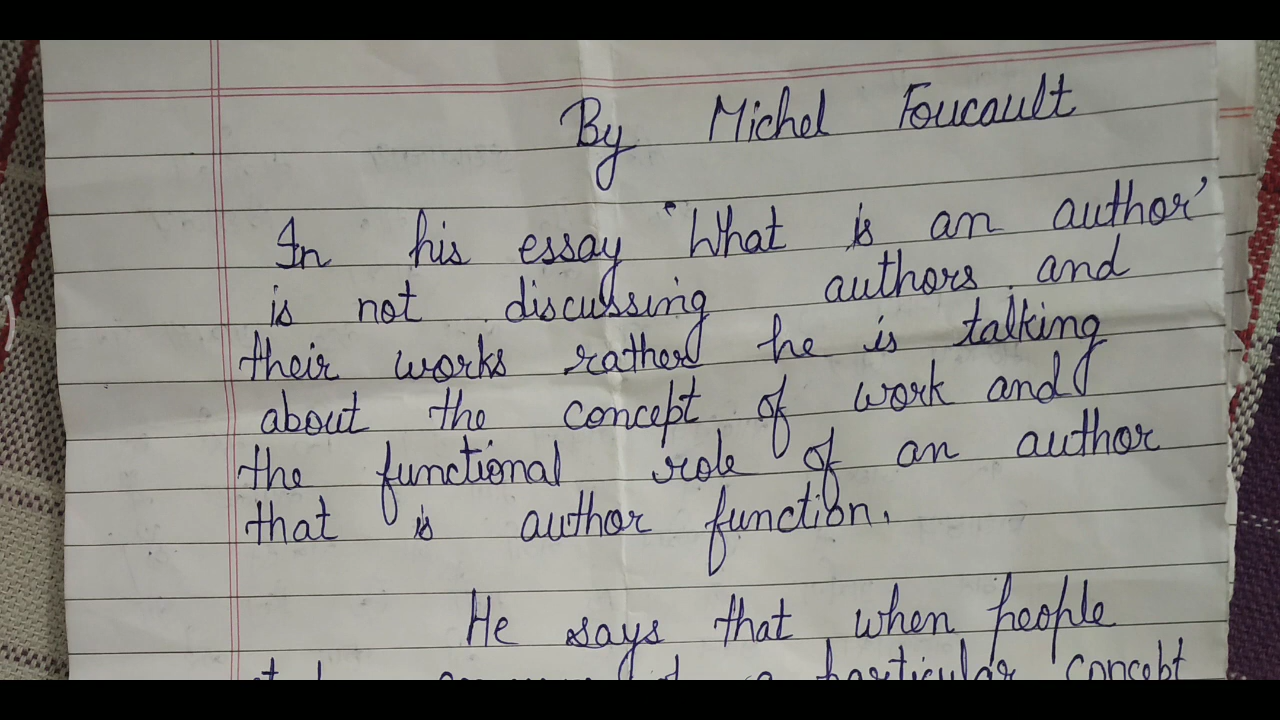 By Michel Foucault
In his essay 'What is an author'
is not discussing authors and
their works rather he is talking
about the concept of work and
the functional role of an author
that is author function.
He says that when people
a particular concept